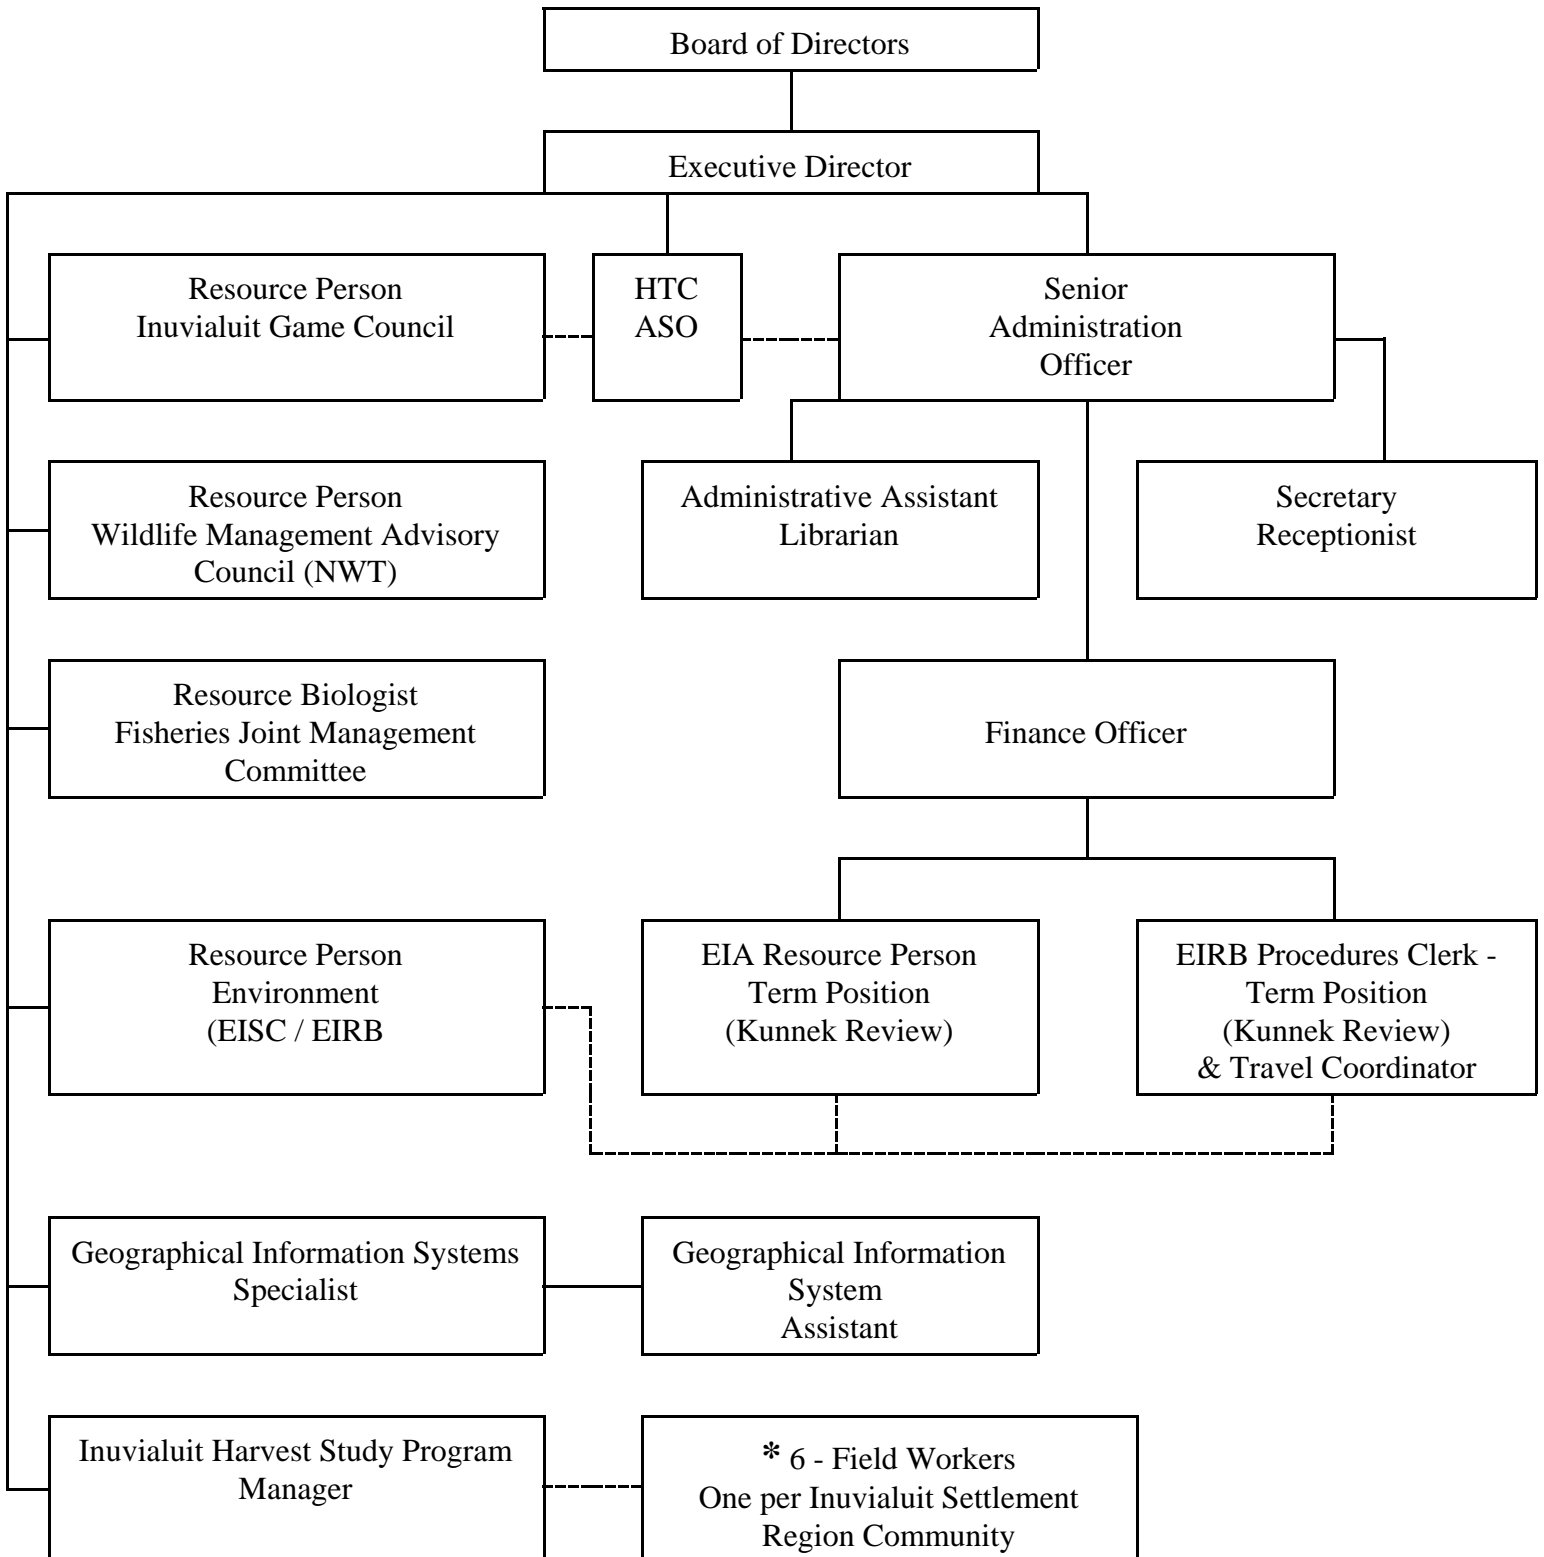 Board of Directors
Executive Director
Resource Person
Inuvialuit Game Council
HTC
ASO
Senior
Administration
Officer
Resource Person
Wildlife Management Advisory
Council (NWT)
Administrative Assistant
Librarian
Secretary
Receptionist
Resource Biologist
Fisheries Joint Management
Committee
Finance Officer
Resource Person
Environment
(EISC / EIRB
EIA Resource Person
Term Position
(Kunnek Review)
EIRB Procedures Clerk -
Term Position
(Kunnek Review)
& Travel Coordinator
Geographical Information Systems
Specialist
Geographical Information
System
Assistant
Inuvialuit Harvest Study Program
Manager
* 6 - Field Workers
One per Inuvialuit Settlement
Region Community